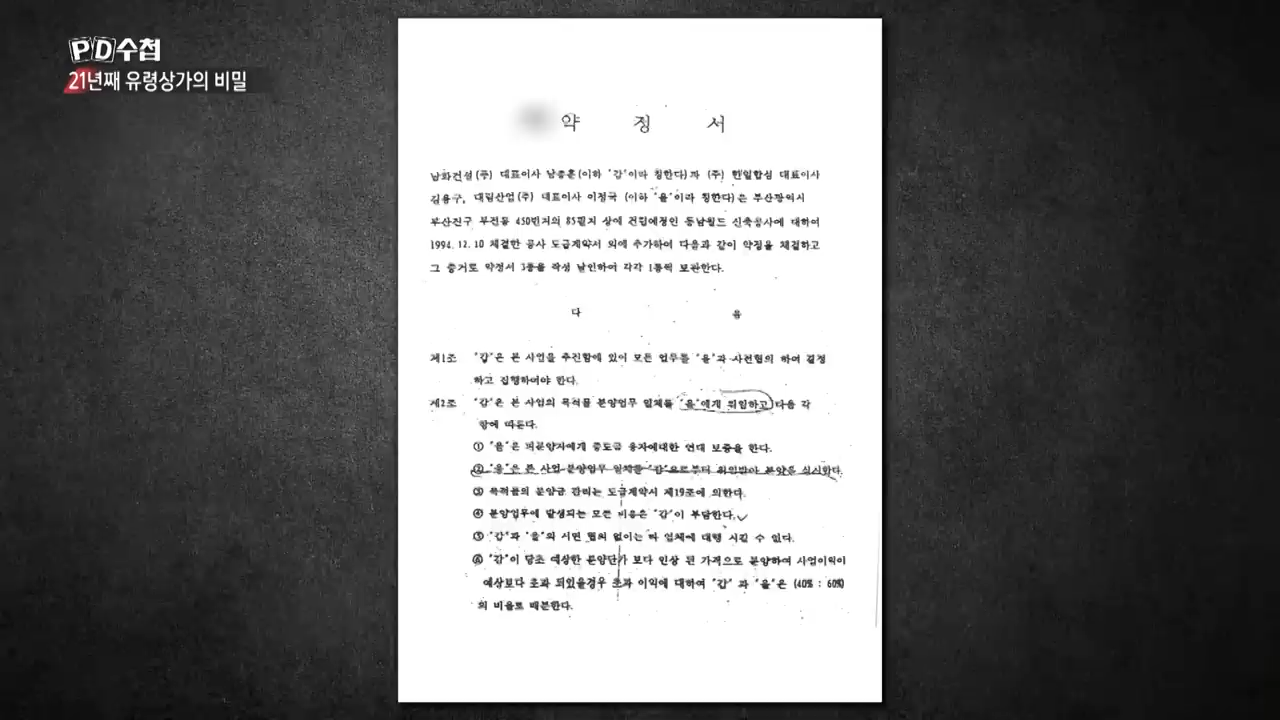 PD수첩
21년째 유령상가의 비밀
약 정 서
남화건설(주) 대표이사 남종훈(이하 "갑"이라 칭한다)과 (주) 한일합섬 대표이사
김용구, 대림산업(주) 대표이사 이정국 (이하 "을"이라 칭한다)은 부산광역시
부산진구 부전동 450번지외 85필지 상에 건립예정인 동남월드 신축공사에 대하여
1994. 12. 10 체결한 공사 도급계약서 외에 추가하여 다음과 같이 약정을 체결하고
그 증거로 약정서 3통을 작성 날인하여 각각 1통씩 보관한다.
다 음
제1조 "갑"은 본 사업을 추진함에 있어 모든 업무를 "을"과 사전협의 하여 결정
하고 집행하여야 한다.
제2조 "갑"은 본 사업의 목적물 분양업무 일체를 "을"에게 위임하고 다음 각
항에 따른다.
① "을"은 피분양자에게 중도금 융자에대한 연대 보증을 한다.
② "을"은 본 사업 분양업무 일체를 "갑"으로부터 위임받아 분양을 실시한다.
③ 목적물의 분양금 관리는 도급계약서 제19조에 의한다.
④ 분양업무에 발생되는 모든 비용은 "갑"이 부담한다.
⑤ "갑"과 "을"의 서면 협의 없이는 타 업체에 대행 시킬 수 없다.
⑥ "갑"이 당초 예상한 분양단가 보다 인상 된 가격으로 분양하여 사업이익이
예상보다 초과 되었을경우 초과 이익에 대하여 "갑" 과 "을"은 (40% : 60%)
의 비율로 배분한다.